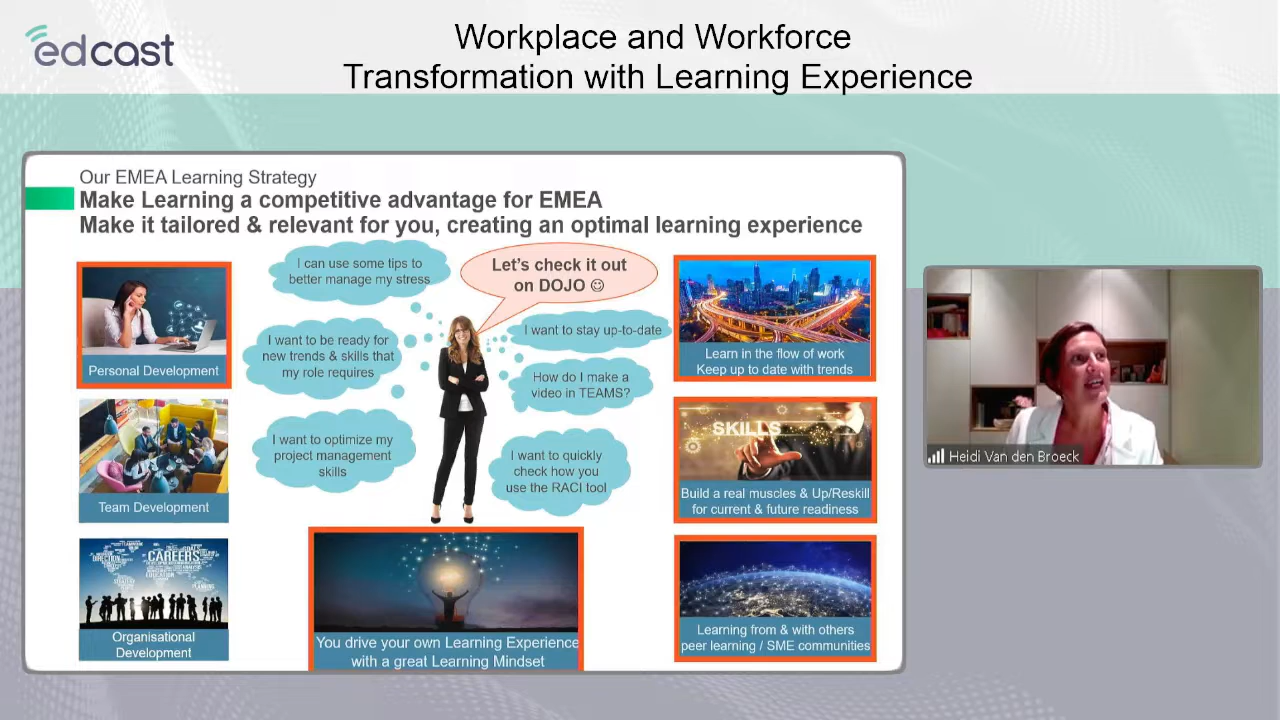 edcast
Workplace and Workforce
Transformation with Learning Experience
Our EMEA Learning Strategy
Make Learning a competitive advantage for EMEA
Make it tailored & relevant for you, creating an optimal learning experience
I can use some tips to
better manage my stress
Let's check it out
on DOJO ☺
I want to be ready for
new trends & skills that
my role requires
I want to stay up-to-date
How do I make a
video in TEAMS?
I want to optimize my
project management
skills
I want to quickly
check how you
use the RACI tool
Personal Development
Team Development
CAREERS
Organisational
Development
You drive your own Learning Experience
with a great Learning Mindset
Learn in the flow of work
Keep up to date with trends
SKILLS
Build a real muscles & Up/Reskill
for current & future readiness
Learning from & with others
peer learning / SME communities
Heidi Van den Broeck